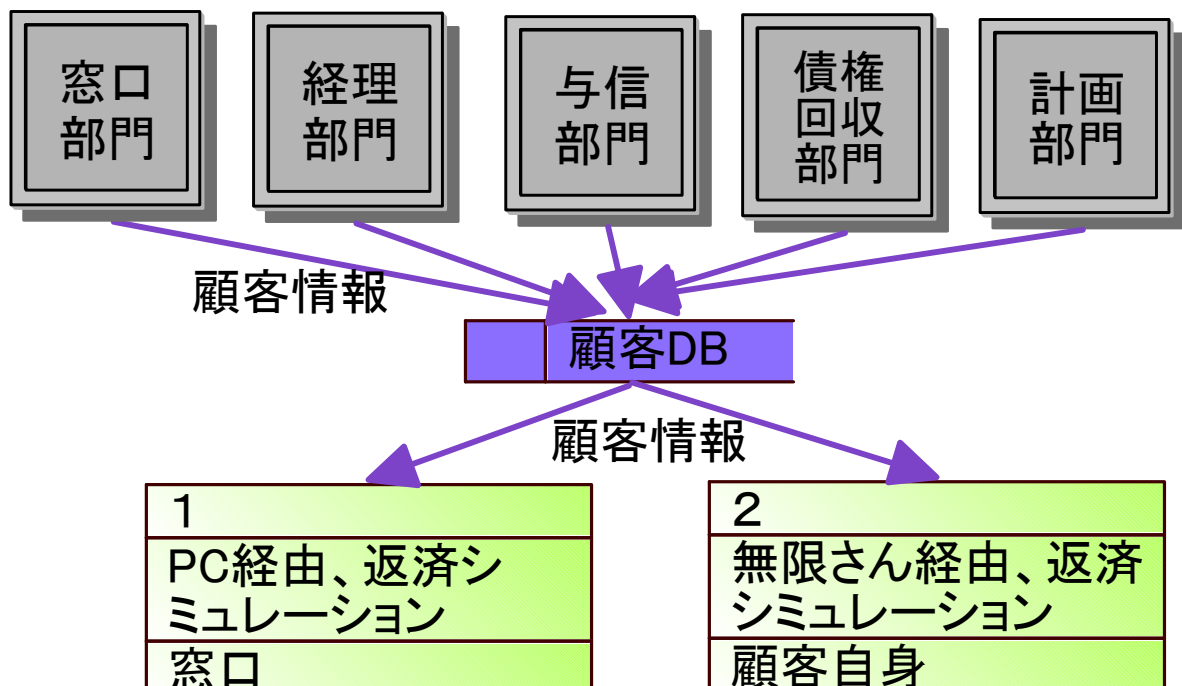 窓口
部門
経理
部門
与信
部門
債権
回収
部門
計画
部門
顧客情報
顧客DB
顧客情報
１
PC経由、返済シ
ミュレーション
窓口
２
無限さん経由、返済
シミュレーション
顧客自身